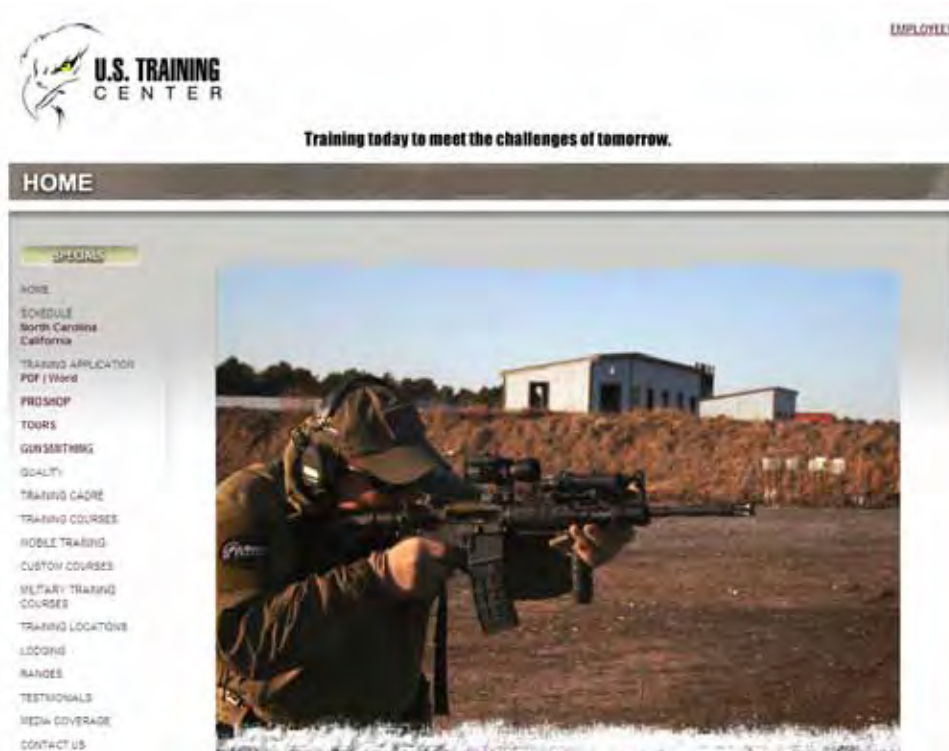 EMPLOYEE
U.S. TRAINING
CENTER
Training today to meet the challenges of tomorrow.
HOME
SPECIALS
HOME
SCHEDULE
North Carolina
California
TRAINING APPLICATION
PDF | World
PROSHOP
TOURS
GUNSMITHING
QUALITY
TRAINING CADRE
TRAINING COURSES
MOBILE TRAINING
CUSTOM COURSES
MILITARY TRAINING
COURSES
TRAINING LOCATIONS
LODGING
RANGES
TESTIMONIALS
MEDIA COVERAGE
CONTACT US